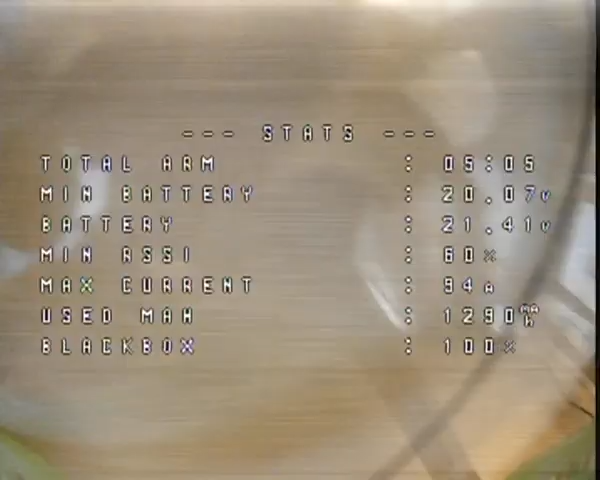 --- STATS ---
TOTAL ARM : 05:05
MIN BATTERY : 20.07V
BATTERY : 21.41V
MIN RSSI : 60%
MAX CURRENT : 94A
USED MAH : 1290MAH
BLACKBOX : 100%